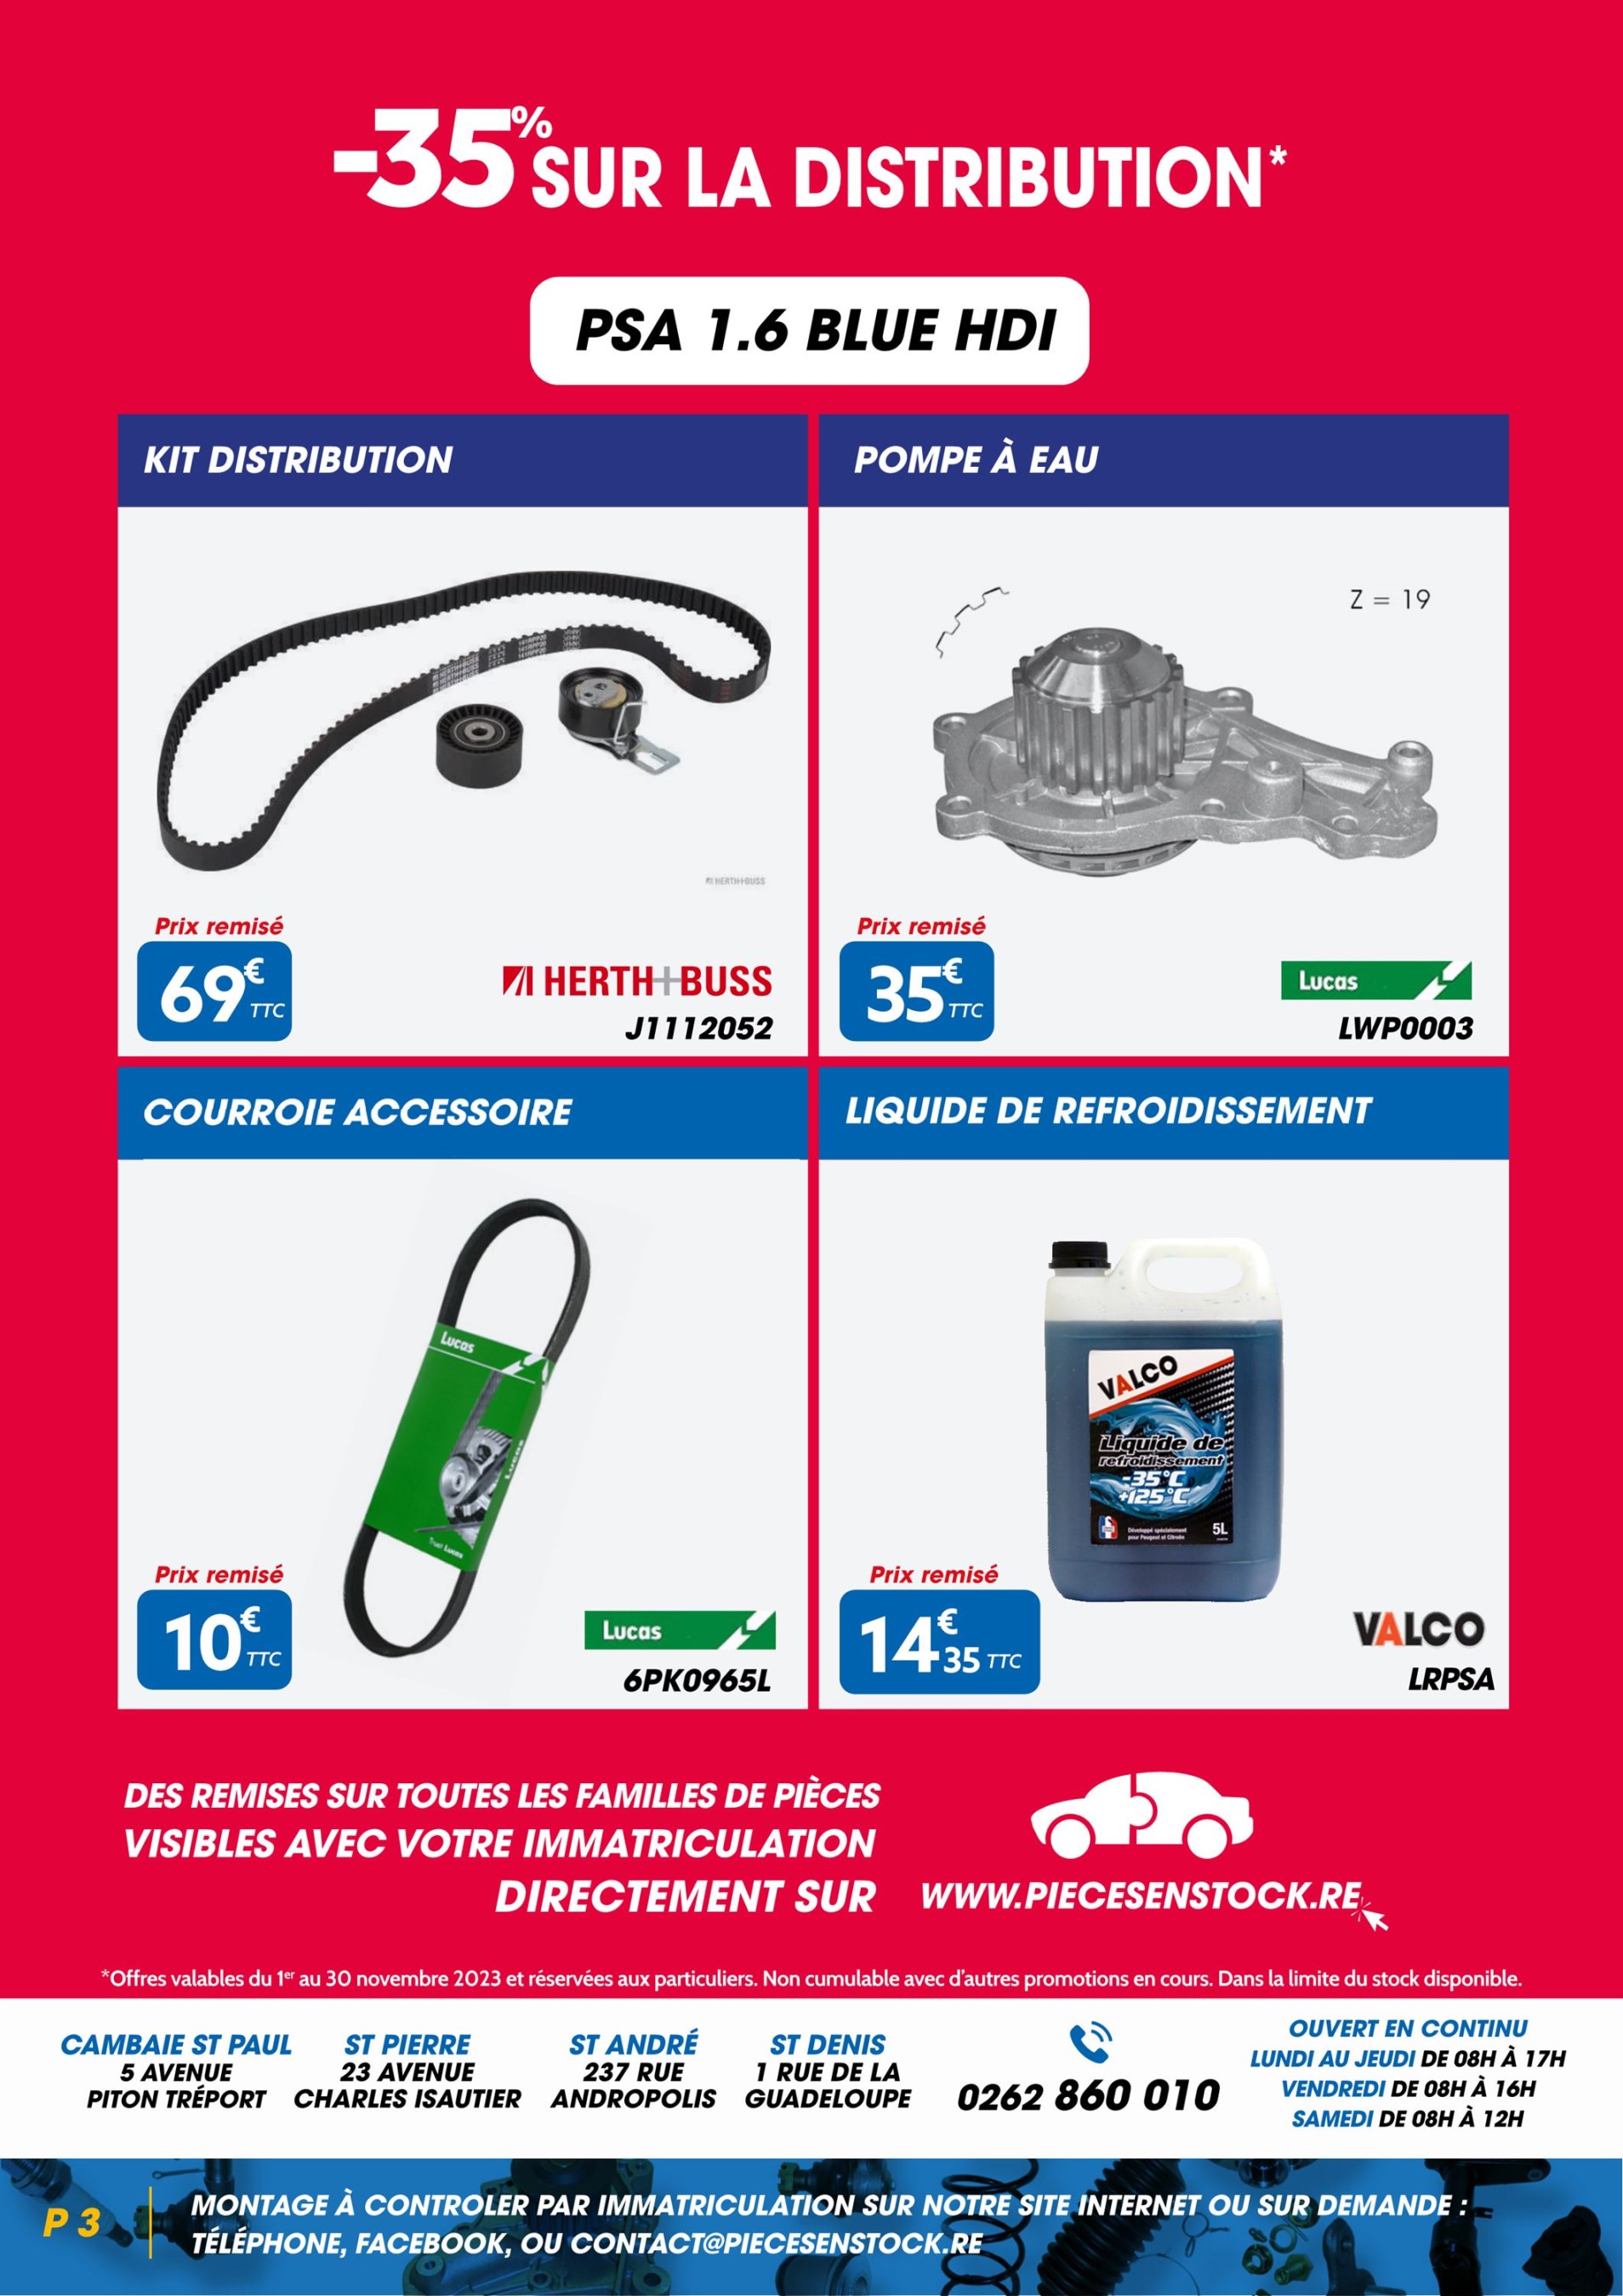 -35% SUR LA DISTRIBUTION*
PSA 1.6 BLUE HDI
KIT DISTRIBUTION
HERTH+BUSS
Prix remisé
69€ TTC
HERTH+BUSS
J1112052
POMPE À EAU
Z = 19
Prix remisé
35€ TTC
Lucas
LWP0003
COURROIE ACCESSOIRE
Lucas
Lucas
Prix remisé
10€ TTC
Lucas
6PK0965L
LIQUIDE DE REFROIDISSEMENT
VALCO
Liquide de
refroidissement
-35°C
+125°C
Développé spécialement
pour Peugeot et Citroën
5L
Prix remisé
14€35 TTC
VALCO
LRPSA
DES REMISES SUR TOUTES LES FAMILLES DE PIÈCES
VISIBLES AVEC VOTRE IMMATRICULATION
DIRECTEMENT SUR WWW.PIECESENSTOCK.RE
*Offres valables du 1er au 30 novembre 2023 et réservées aux particuliers. Non cumulable avec d'autres promotions en cours. Dans la limite du stock disponible.
CAMBAIE ST PAUL
5 AVENUE
PITON TRÉPORT
ST PIERRE
23 AVENUE
CHARLES ISAUTIER
ST ANDRÉ
237 RUE
ANDROPOLIS
ST DENIS
1 RUE DE LA
GUADELOUPE
0262 860 010
OUVERT EN CONTINU
LUNDI AU JEUDI DE 08H À 17H
VENDREDI DE 08H À 16H
SAMEDI DE 08H À 12H
P 3
MONTAGE À CONTROLER PAR IMMATRICULATION SUR NOTRE SITE INTERNET OU SUR DEMANDE :
TÉLÉPHONE, FACEBOOK, OU CONTACT@PIECESENSTOCK.RE